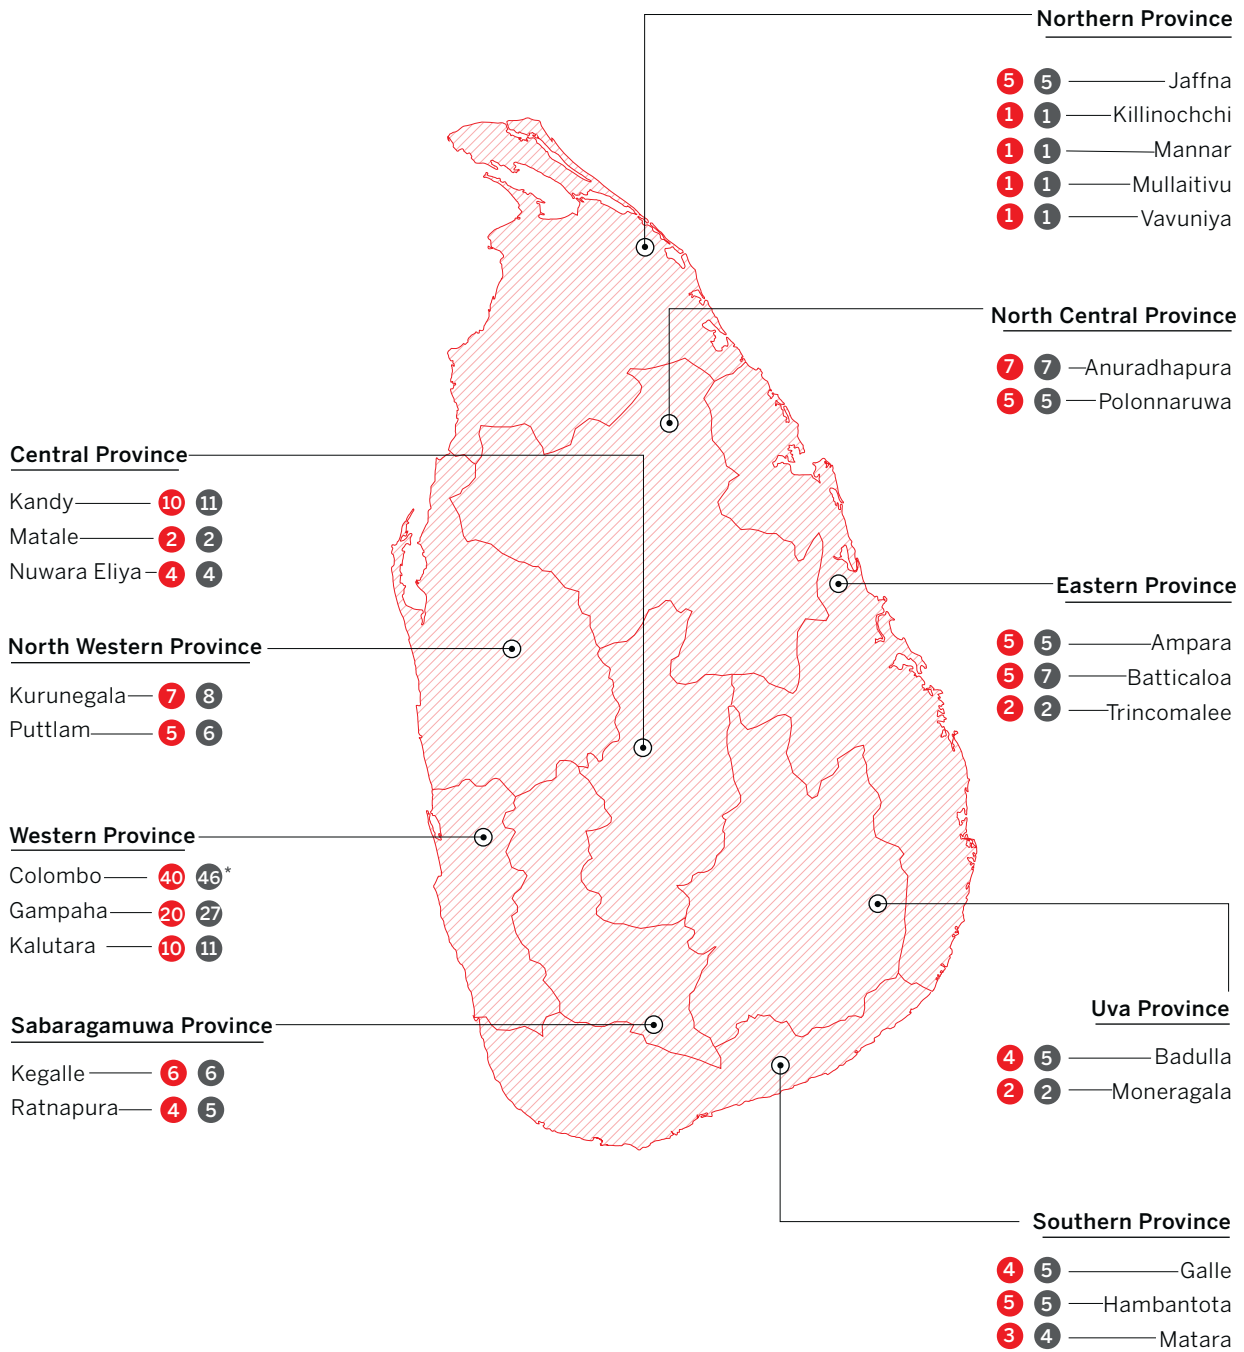 Northern Province
5 5 Jaffna
1 1 Killinochchi
1 1 Mannar
1 1 Mullaitivu
1 1 Vavuniya
North Central Province
7 7 Anuradhapura
5 5 Polonnaruwa
Central Province
Kandy 10 11
Matale 2 2
Nuwara Eliya 4 4
Eastern Province
5 5 Ampara
5 7 Batticaloa
2 2 Trincomalee
North Western Province
Kurunegala 7 8
Puttlam 5 6
Western Province
Colombo 40 46*
Gampaha 20 27
Kalutara 10 11
Sabaragamuwa Province
Kegalle 6 6
Ratnapura 4 5
Uva Province
4 5 Badulla
2 2 Moneragala
Southern Province
4 5 Galle
5 5 Hambantota
3 4 Matara